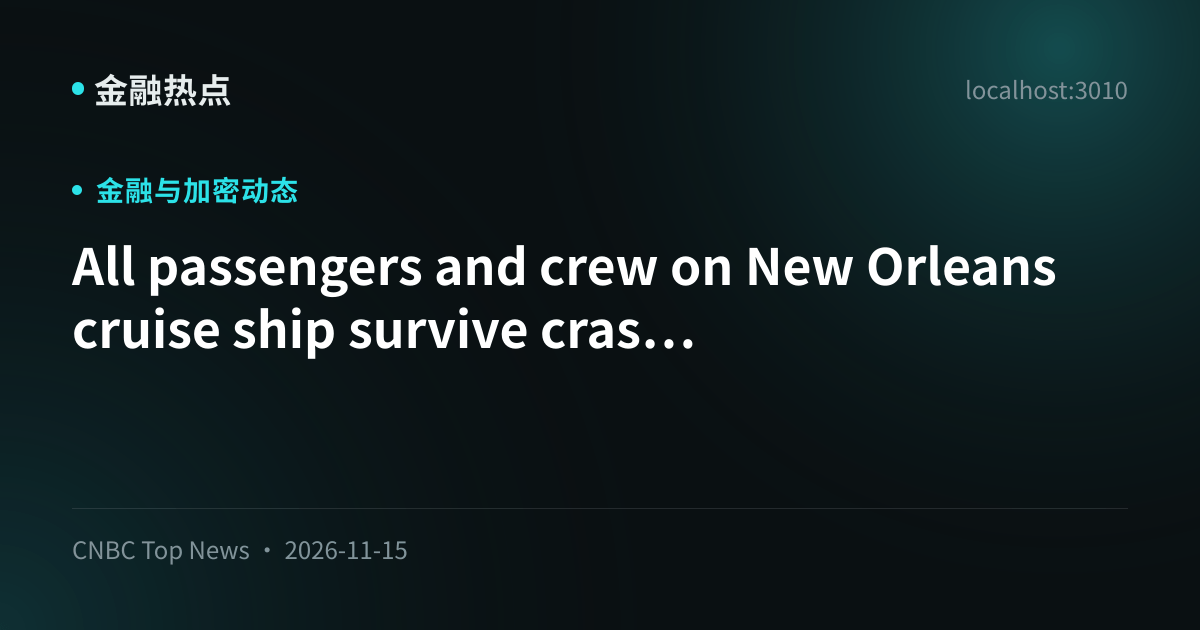 金融热点
localhost:3010
金融与加密动态
All passengers and crew on New Orleans
cruise ship survive cras…
CNBC Top News · 2026-11-15